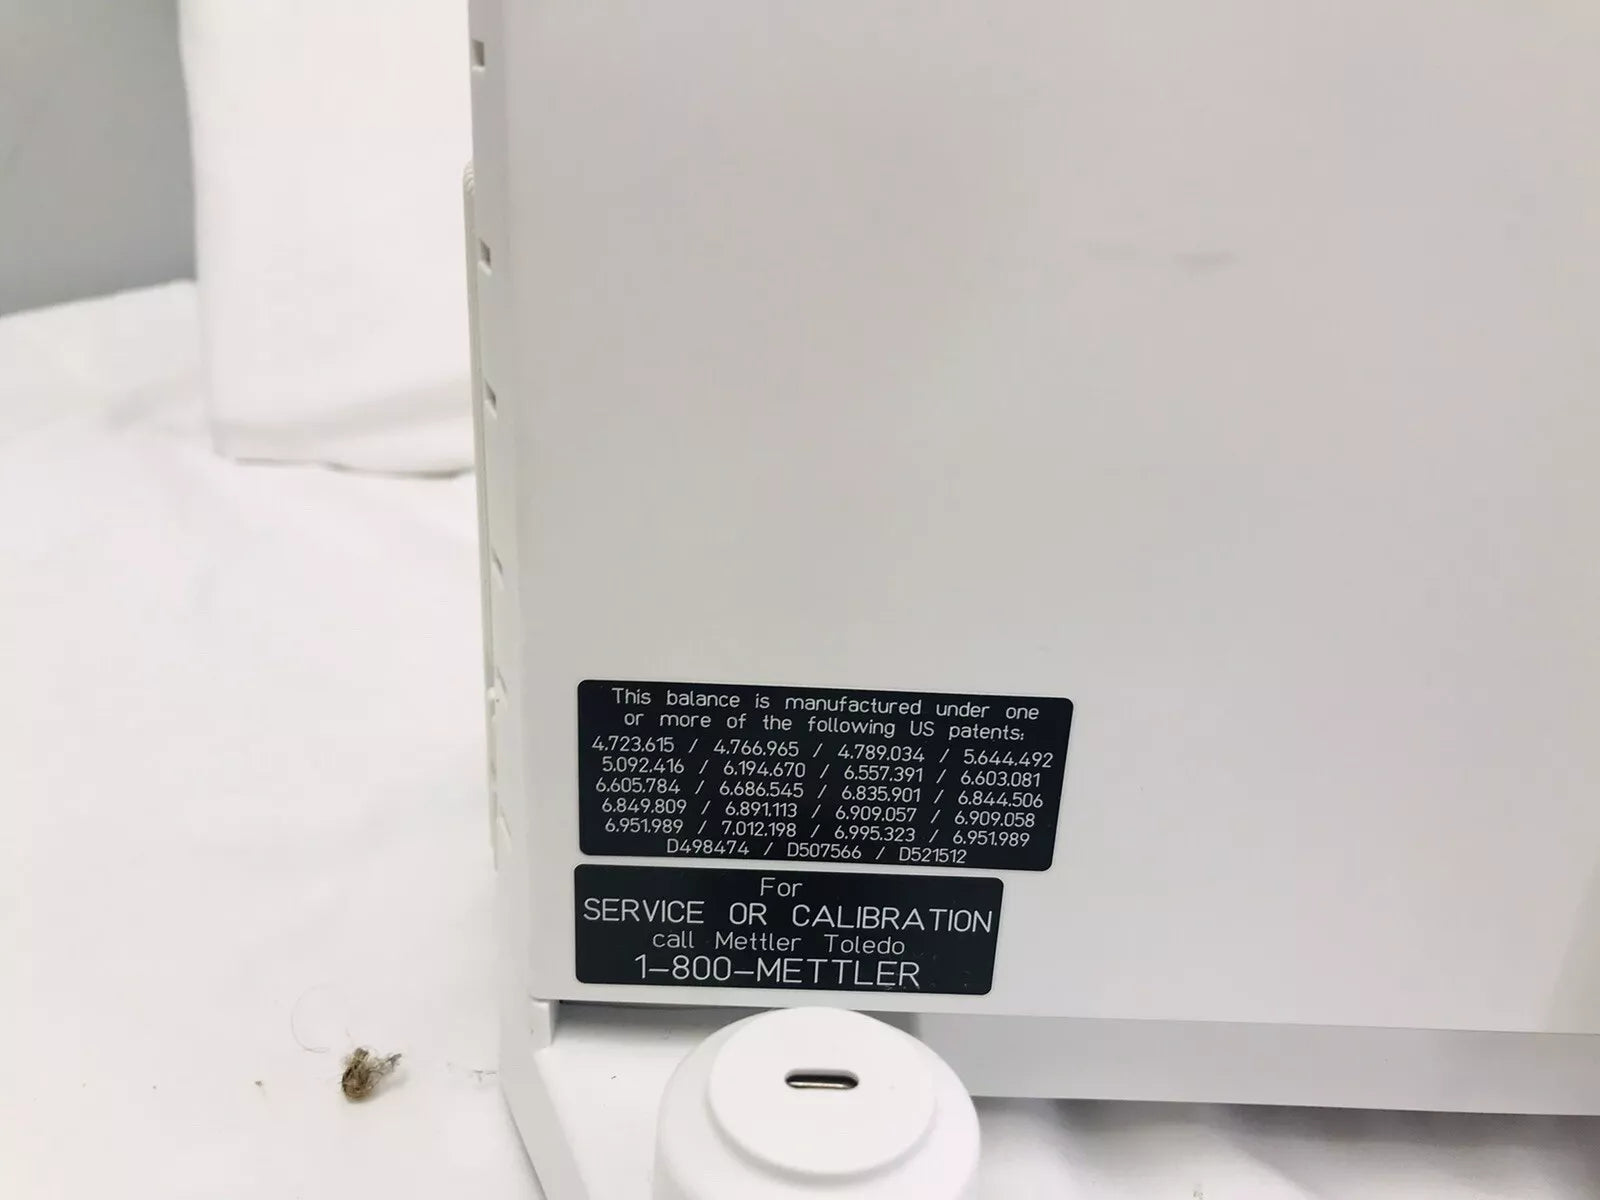 This balance is manufactured under one
or more of the following US patents:
4.723.615 / 4.766.965 / 4.789.034 / 5.644.492
5.092.416 / 6.194.670 / 6.557.391 / 6.603.081
6.605.784 / 6.686.545 / 6.835.901 / 6.844.506
6.849.809 / 6.891.113 / 6.909.057 / 6.909.058
6.951.989 / 7.012.198 / 6.995.323 / 6.951.989
D498474 / D507566 / D521512
For
SERVICE OR CALIBRATION
call Mettler Toledo
1-800-METTLER